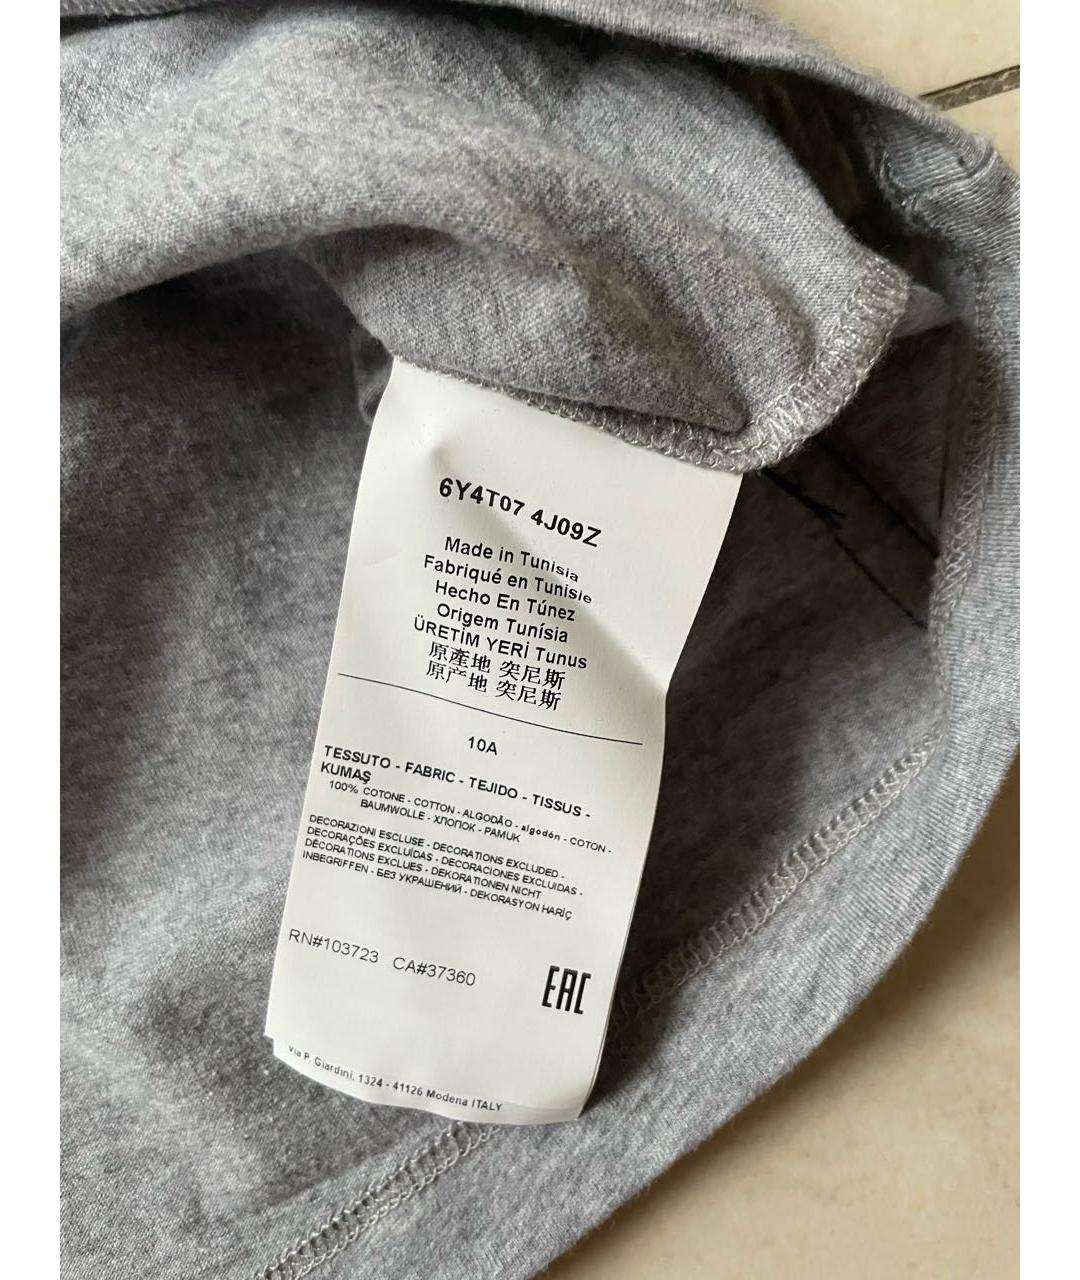 6Y4T07 4J09Z
Made in Tunisia
Fabriqué en Tunisie
Hecho En Túnez
Origem Tunísia
ÜRETİM YERİ Tunus
原產地 突尼斯
原产地 突尼斯
10A
TESSUTO - FABRIC - TEJIDO - TISSUS -
KUMAŞ
100% COTONE - COTTON - ALGODÃO - algodón - COTON -
BAUMWOLLE - ХЛОПОК - PAMUK
DECORAZIONI ESCLUSE - DECORATIONS EXCLUDED -
DECORAÇÕES EXCLUÍDAS - DECORACIONES EXCLUIDAS -
DÉCORATIONS EXCLUES - DEKORATIONEN NICHT
INBEGRIFFEN - БЕЗ УКРАШЕНИЙ - DEKORASYON HARİÇ
RN#103723 CA#37360
EAC
Via P. Giardini, 1324 - 41126 Modena ITALY